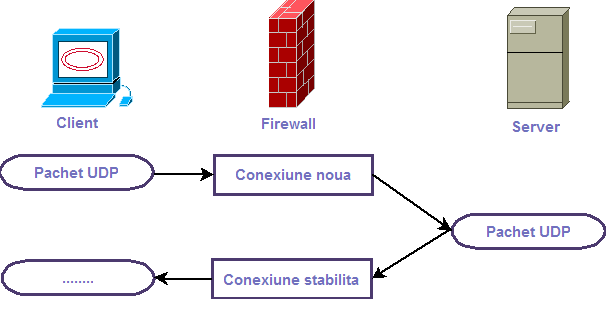 Client
Firewall
Server
Pachet UDP
Conexiune noua
Pachet UDP
........
Conexiune stabilita